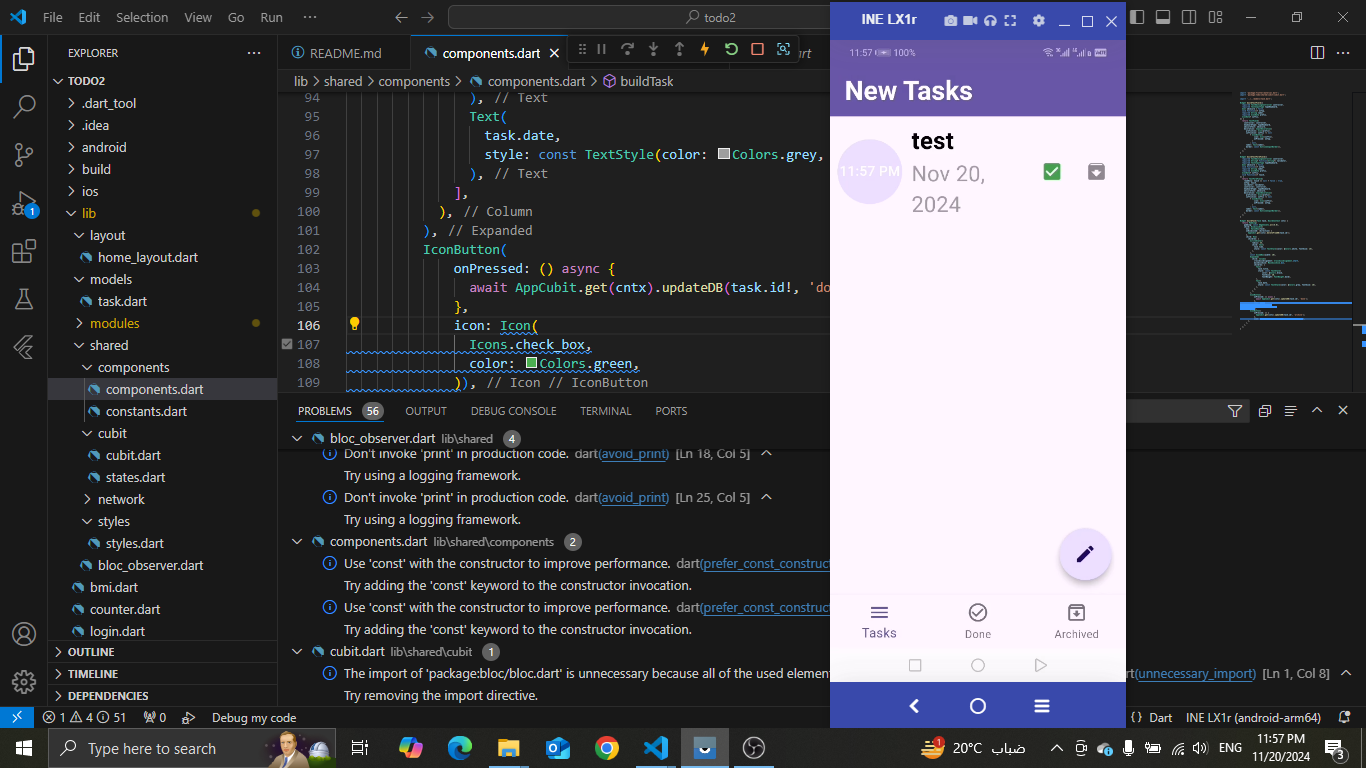 File Edit Selection View Go Run ···
todo2
EXPLORER
TODO2
.dart_tool
.idea
android
build
ios
lib
layout
home_layout.dart
models
task.dart
modules
shared
components
components.dart
constants.dart
cubit
cubit.dart
states.dart
network
styles
styles.dart
bloc_observer.dart
bmi.dart
counter.dart
login.dart
OUTLINE
TIMELINE
DEPENDENCIES
1
README.md
components.dart
lib > shared > components > components.dart > buildTask
94 ), // Text
95 Text(
96 task.date,
97 style: const TextStyle(color: Colors.grey,
98 ), // Text
99 ],
100 ), // Column
101 ), // Expanded
102 IconButton(
103 onPressed: () async {
104 await AppCubit.get(cntx).updateDB(task.id!, 'do
105 },
106 icon: Icon(
107 Icons.check_box,
108 color: Colors.green,
109 )), // Icon // IconButton
PROBLEMS 56 OUTPUT DEBUG CONSOLE TERMINAL PORTS
bloc_observer.dart lib\shared 4
Don't invoke 'print' in production code. dart(avoid_print) [Ln 18, Col 5]
Try using a logging framework.
Don't invoke 'print' in production code. dart(avoid_print) [Ln 25, Col 5]
Try using a logging framework.
components.dart lib\shared\components 2
Use 'const' with the constructor to improve performance. dart(prefer_const_construct
Try adding the 'const' keyword to the constructor invocation.
Use 'const' with the constructor to improve performance. dart(prefer_const_construct
Try adding the 'const' keyword to the constructor invocation.
cubit.dart lib\shared\cubit 1
The import of 'package:bloc/bloc.dart' is unnecessary because all of the used elemen
rt(unnecessary_import) [Ln 1, Col 8]
Try removing the import directive.
INE LX1r
11:57 100%
New Tasks
test
11:57 PM
Nov 20,
2024
Tasks
Done
Archived
1 4 51 0 Debug my code
{} Dart INE LX1r (android-arm64)
Type here to search
1 20°C ضباب
ENG
11:57 PM
11/20/2024
3